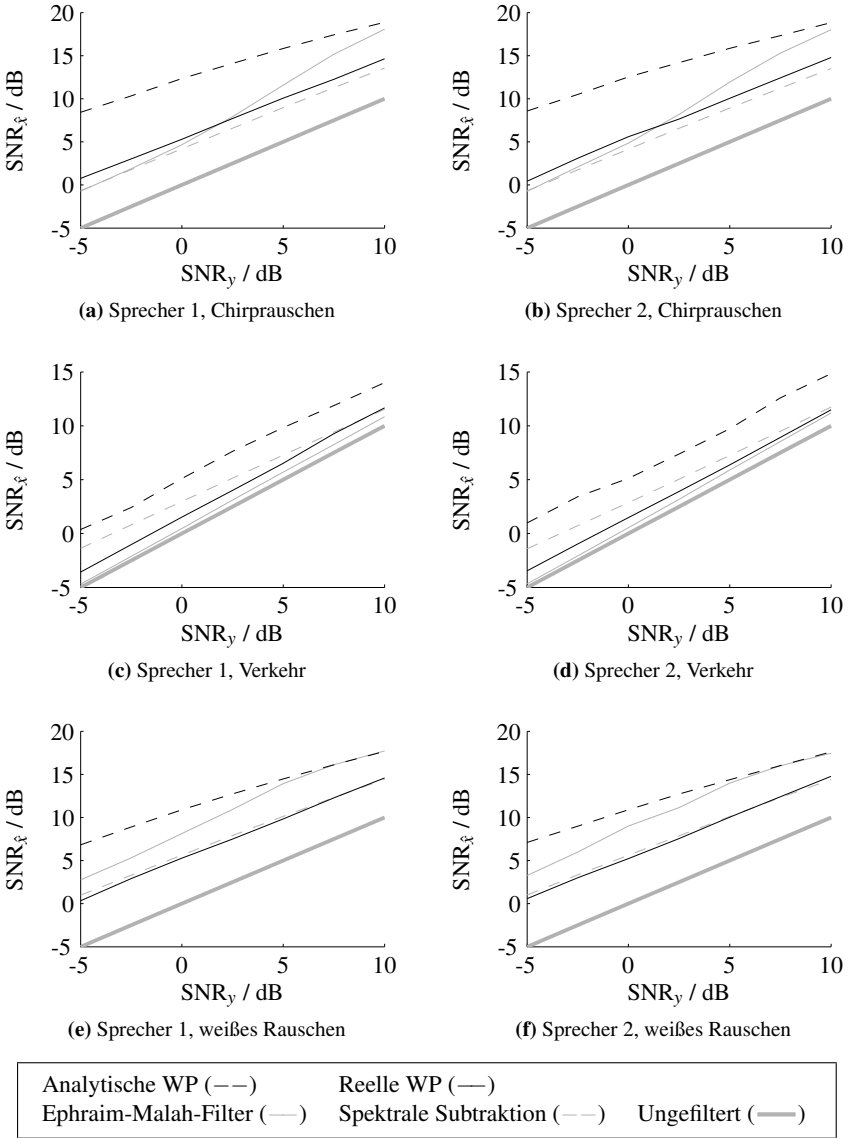 20
15
10
5
0
-5
-5 0 5 10
SNR_x̂ / dB
SNR_y / dB
(a) Sprecher 1, Chirprauschen
20
15
10
5
0
-5
-5 0 5 10
SNR_x̂ / dB
SNR_y / dB
(b) Sprecher 2, Chirprauschen
15
10
5
0
-5
-5 0 5 10
SNR_x̂ / dB
SNR_y / dB
(c) Sprecher 1, Verkehr
15
10
5
0
-5
-5 0 5 10
SNR_x̂ / dB
SNR_y / dB
(d) Sprecher 2, Verkehr
20
15
10
5
0
-5
-5 0 5 10
SNR_x̂ / dB
SNR_y / dB
(e) Sprecher 1, weißes Rauschen
20
15
10
5
0
-5
-5 0 5 10
SNR_x̂ / dB
SNR_y / dB
(f) Sprecher 2, weißes Rauschen
Analytische WP (−−) Reelle WP (—)
Ephraim-Malah-Filter (—) Spektrale Subtraktion (−−) Ungefiltert (—)